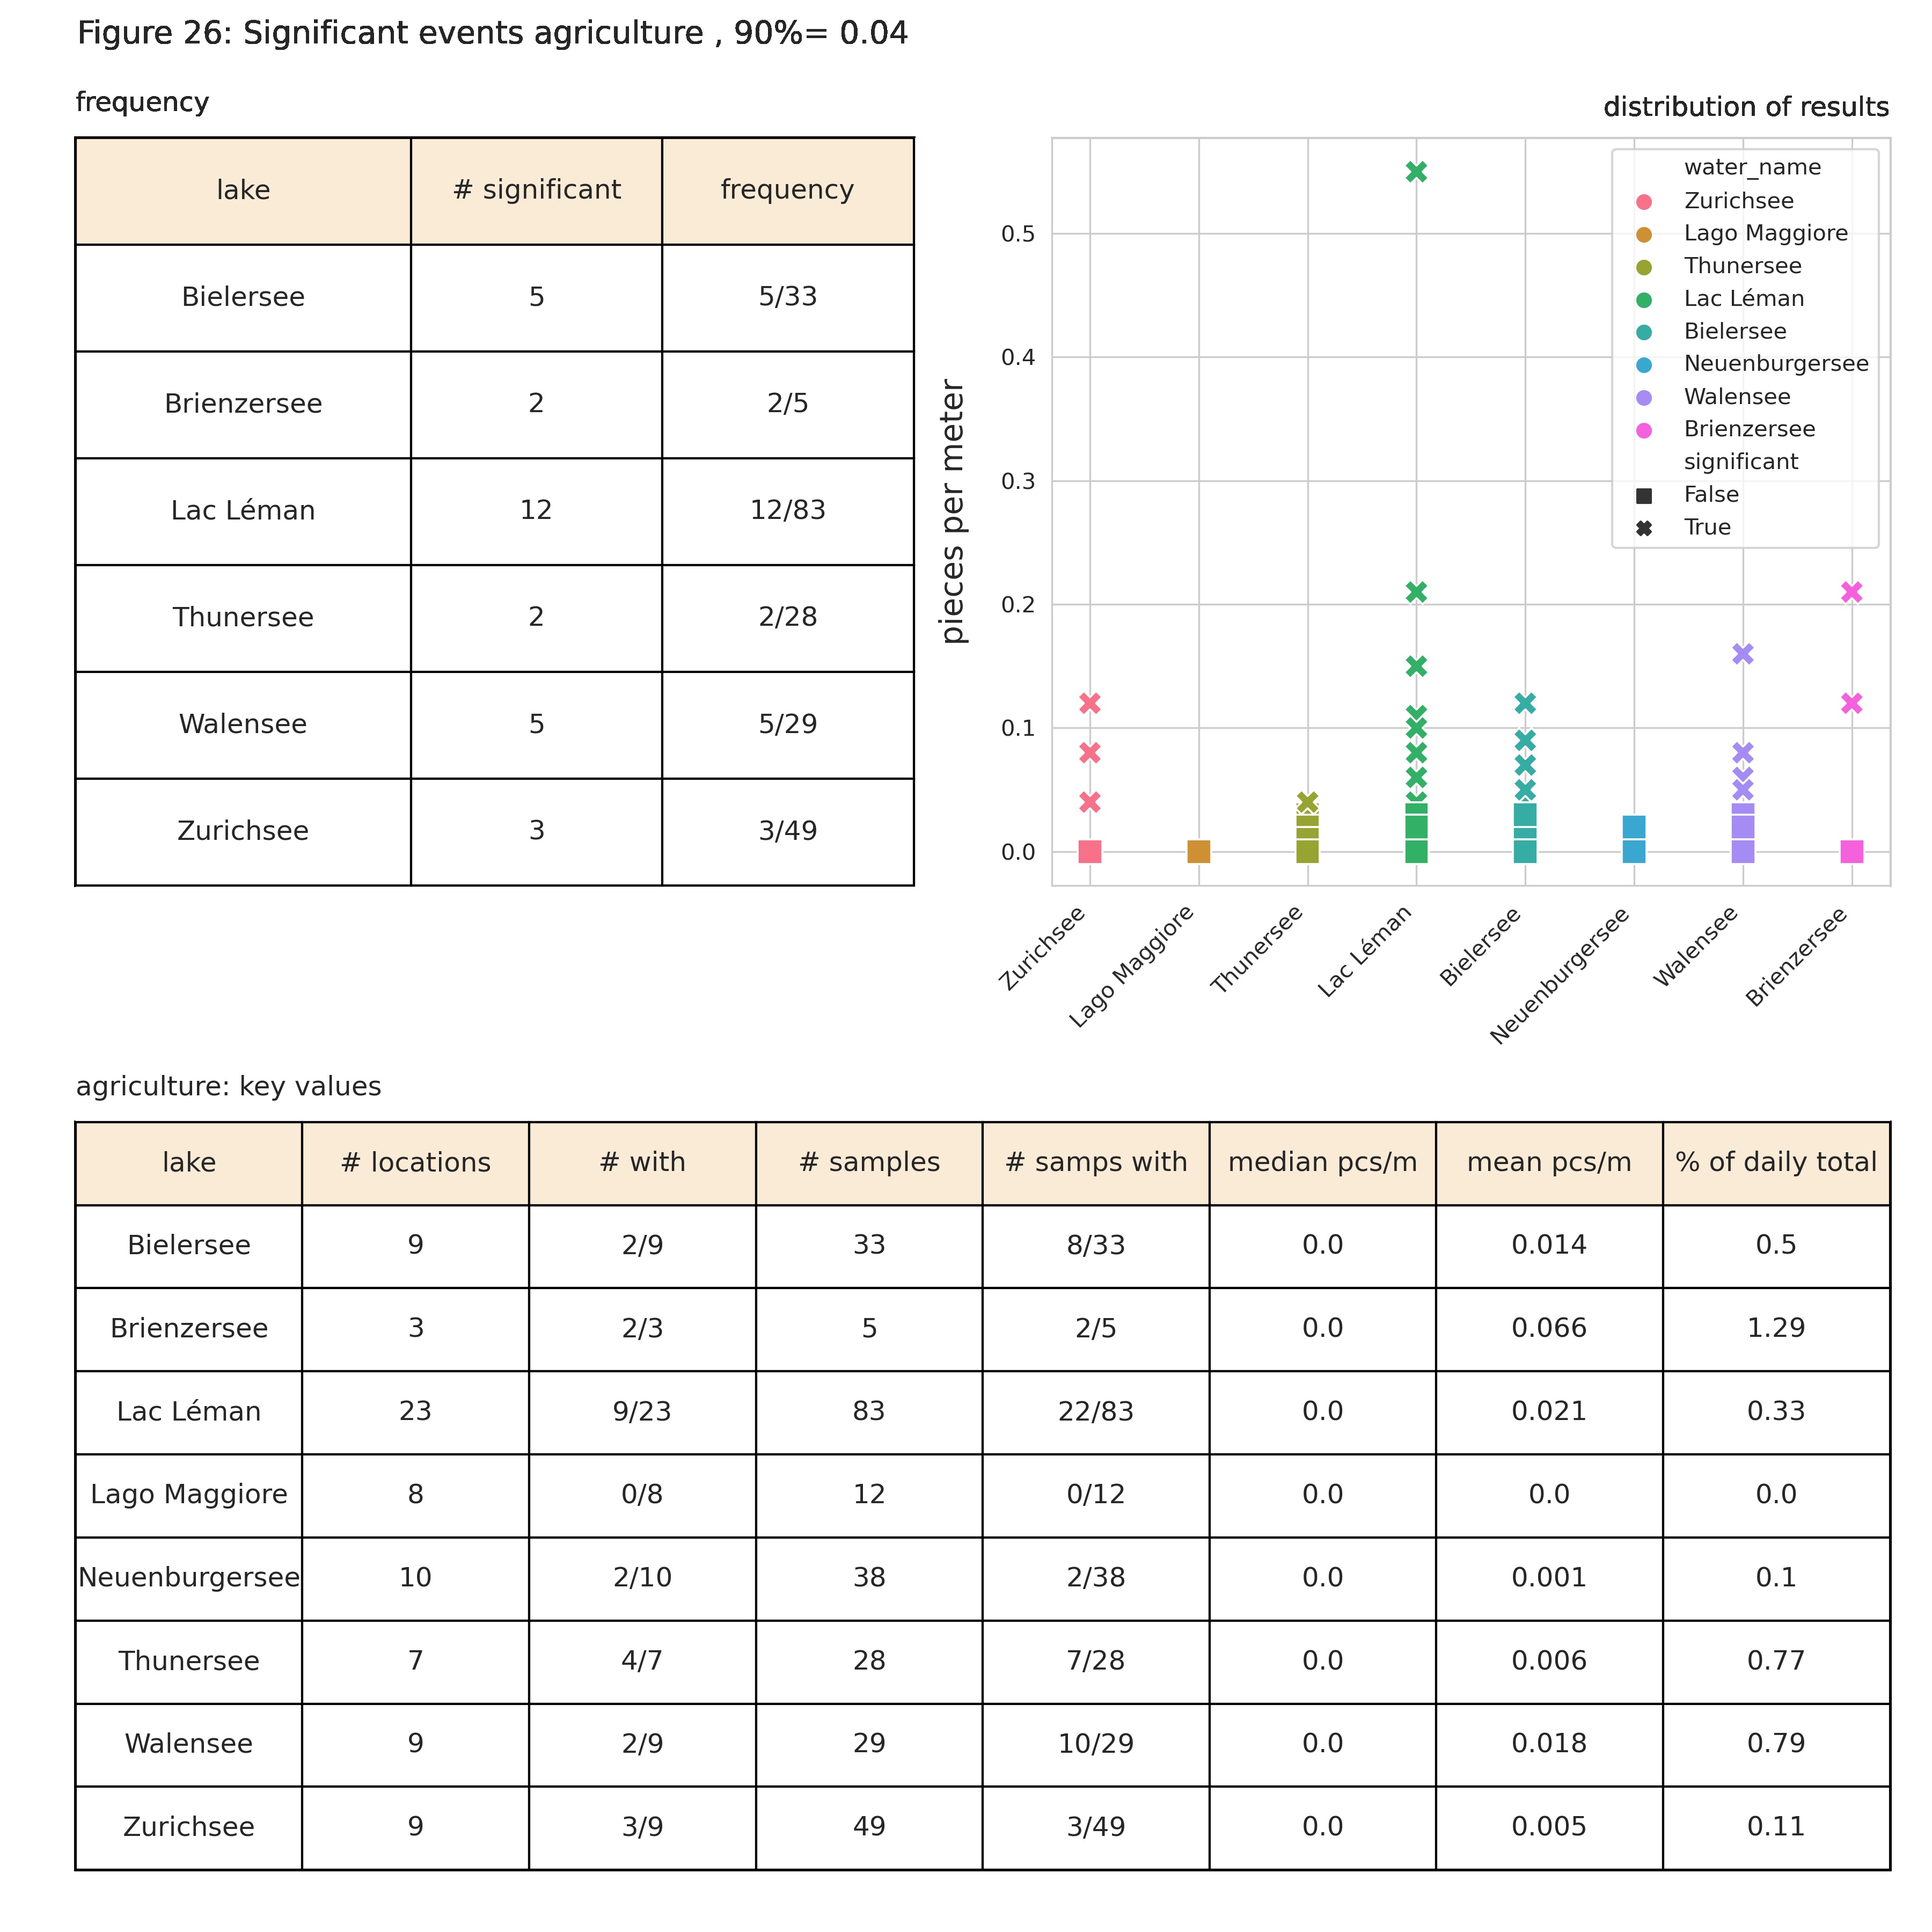 Figure 26: Significant events agriculture , 90%= 0.04
frequency
lake # significant frequency
Bielersee 5 5/33
Brienzersee 2 2/5
Lac Léman 12 12/83
Thunersee 2 2/28
Walensee 5 5/29
Zurichsee 3 3/49
distribution of results
pieces per meter
0.5
0.4
0.3
0.2
0.1
0.0
water_name
Zurichsee
Lago Maggiore
Thunersee
Lac Léman
Bielersee
Neuenburgersee
Walensee
Brienzersee
significant
False
True
Zurichsee
Lago Maggiore
Thunersee
Lac Léman
Bielersee
Neuenburgersee
Walensee
Brienzersee
agriculture: key values
lake # locations # with # samples # samps with median pcs/m mean pcs/m % of daily total
Bielersee 9 2/9 33 8/33 0.0 0.014 0.5
Brienzersee 3 2/3 5 2/5 0.0 0.066 1.29
Lac Léman 23 9/23 83 22/83 0.0 0.021 0.33
Lago Maggiore 8 0/8 12 0/12 0.0 0.0 0.0
Neuenburgersee 10 2/10 38 2/38 0.0 0.001 0.1
Thunersee 7 4/7 28 7/28 0.0 0.006 0.77
Walensee 9 2/9 29 10/29 0.0 0.018 0.79
Zurichsee 9 3/9 49 3/49 0.0 0.005 0.11